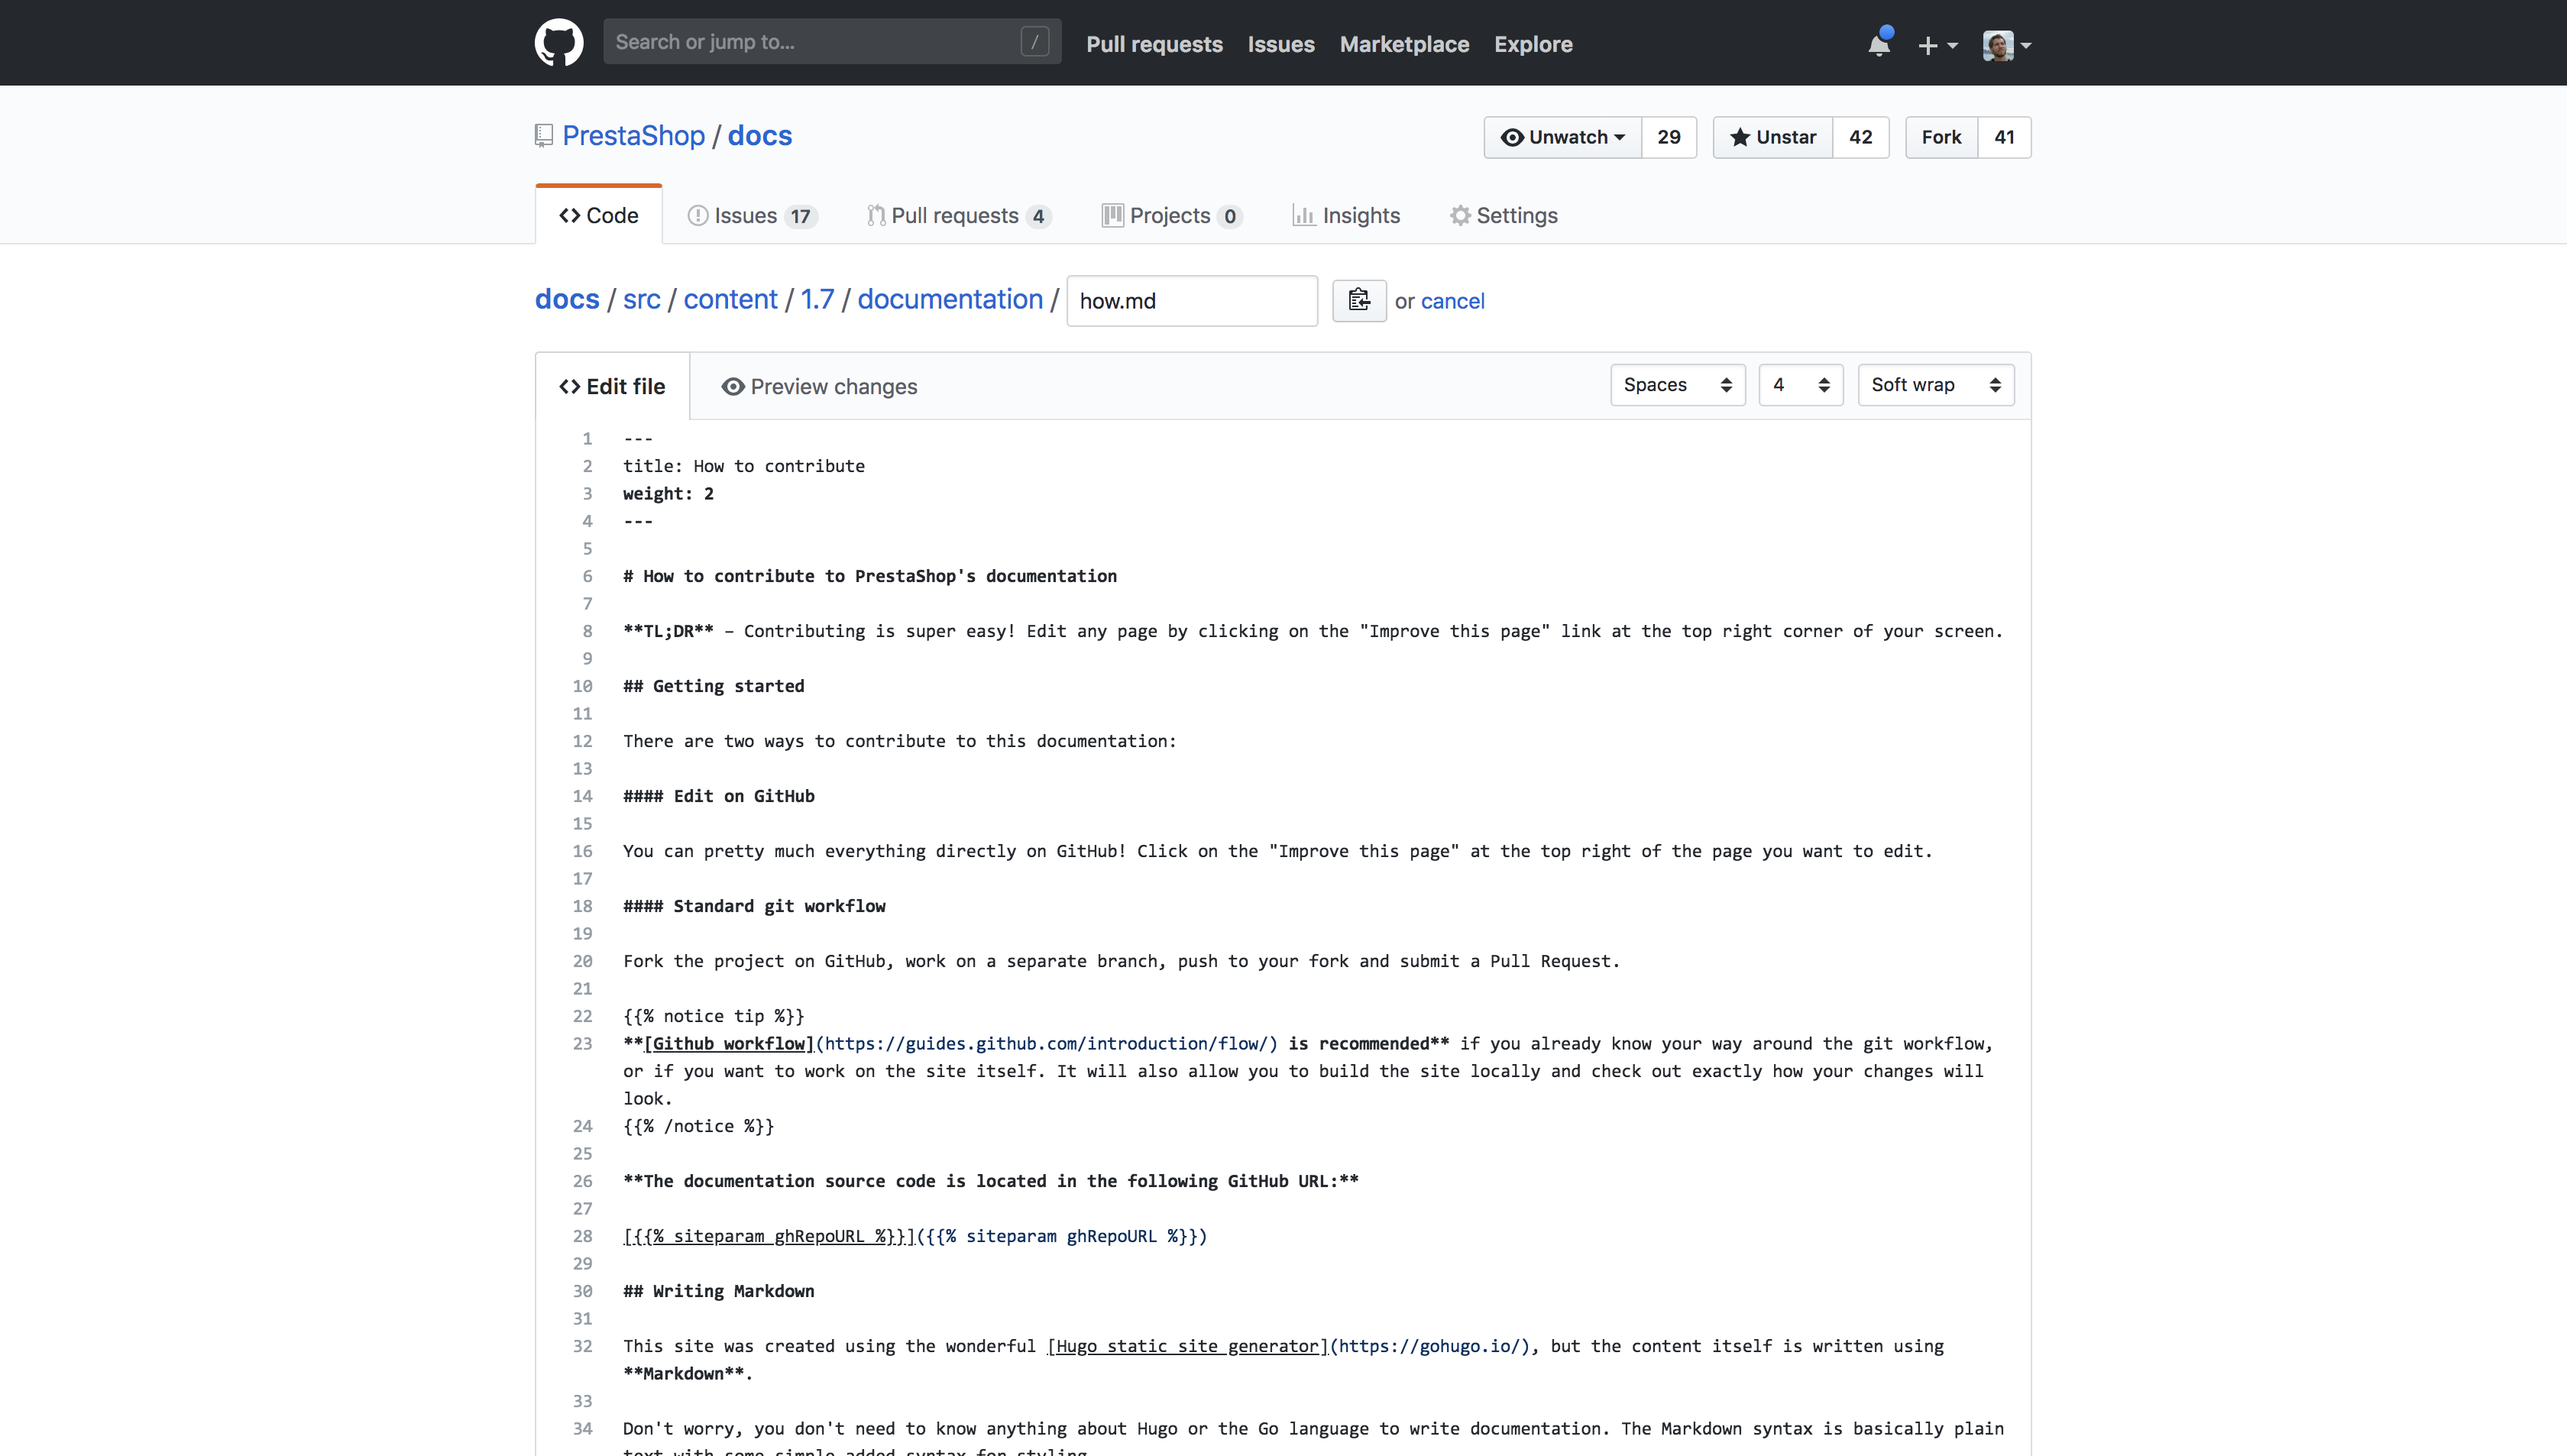 Search or jump to... /
Pull requests Issues Marketplace Explore
PrestaShop / docs
Unwatch 29 Unstar 42 Fork 41
Code Issues 17 Pull requests 4 Projects 0 Insights Settings
docs / src / content / 1.7 / documentation / how.md or cancel
Edit file Preview changes Spaces 4 Soft wrap
1 ---
2 title: How to contribute
3 weight: 2
4 ---
5
6 # How to contribute to PrestaShop's documentation
7
8 **TL;DR** – Contributing is super easy! Edit any page by clicking on the "Improve this page" link at the top right corner of your screen.
9
10 ## Getting started
11
12 There are two ways to contribute to this documentation:
13
14 #### Edit on GitHub
15
16 You can pretty much everything directly on GitHub! Click on the "Improve this page" at the top right of the page you want to edit.
17
18 #### Standard git workflow
19
20 Fork the project on GitHub, work on a separate branch, push to your fork and submit a Pull Request.
21
22 {{% notice tip %}}
23 **[Github workflow](https://guides.github.com/introduction/flow/) is recommended** if you already know your way around the git workflow,
or if you want to work on the site itself. It will also allow you to build the site locally and check out exactly how your changes will
look.
24 {{% /notice %}}
25
26 **The documentation source code is located in the following GitHub URL:**
27
28 [{{% siteparam ghRepoURL %}}]({{% siteparam ghRepoURL %}})
29
30 ## Writing Markdown
31
32 This site was created using the wonderful [Hugo static site generator](https://gohugo.io/), but the content itself is written using
**Markdown**.
33
34 Don't worry, you don't need to know anything about Hugo or the Go language to write documentation. The Markdown syntax is basically plain
text with some simple added syntax for styling